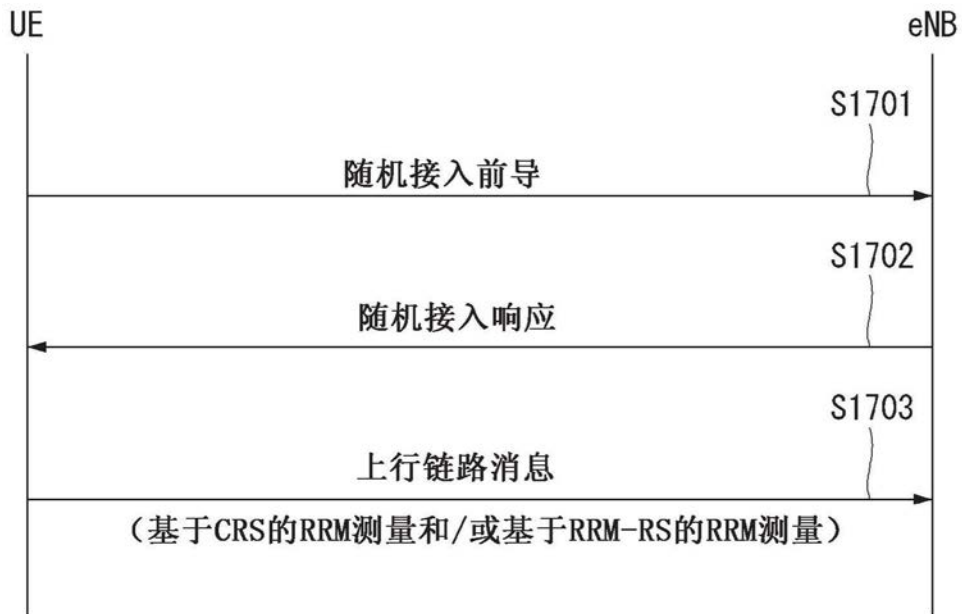 UE
eNB
S1701
随机接入前导
S1702
随机接入响应
S1703
上行链路消息
（基于CRS的RRM测量和/或基于RRM-RS的RRM测量）